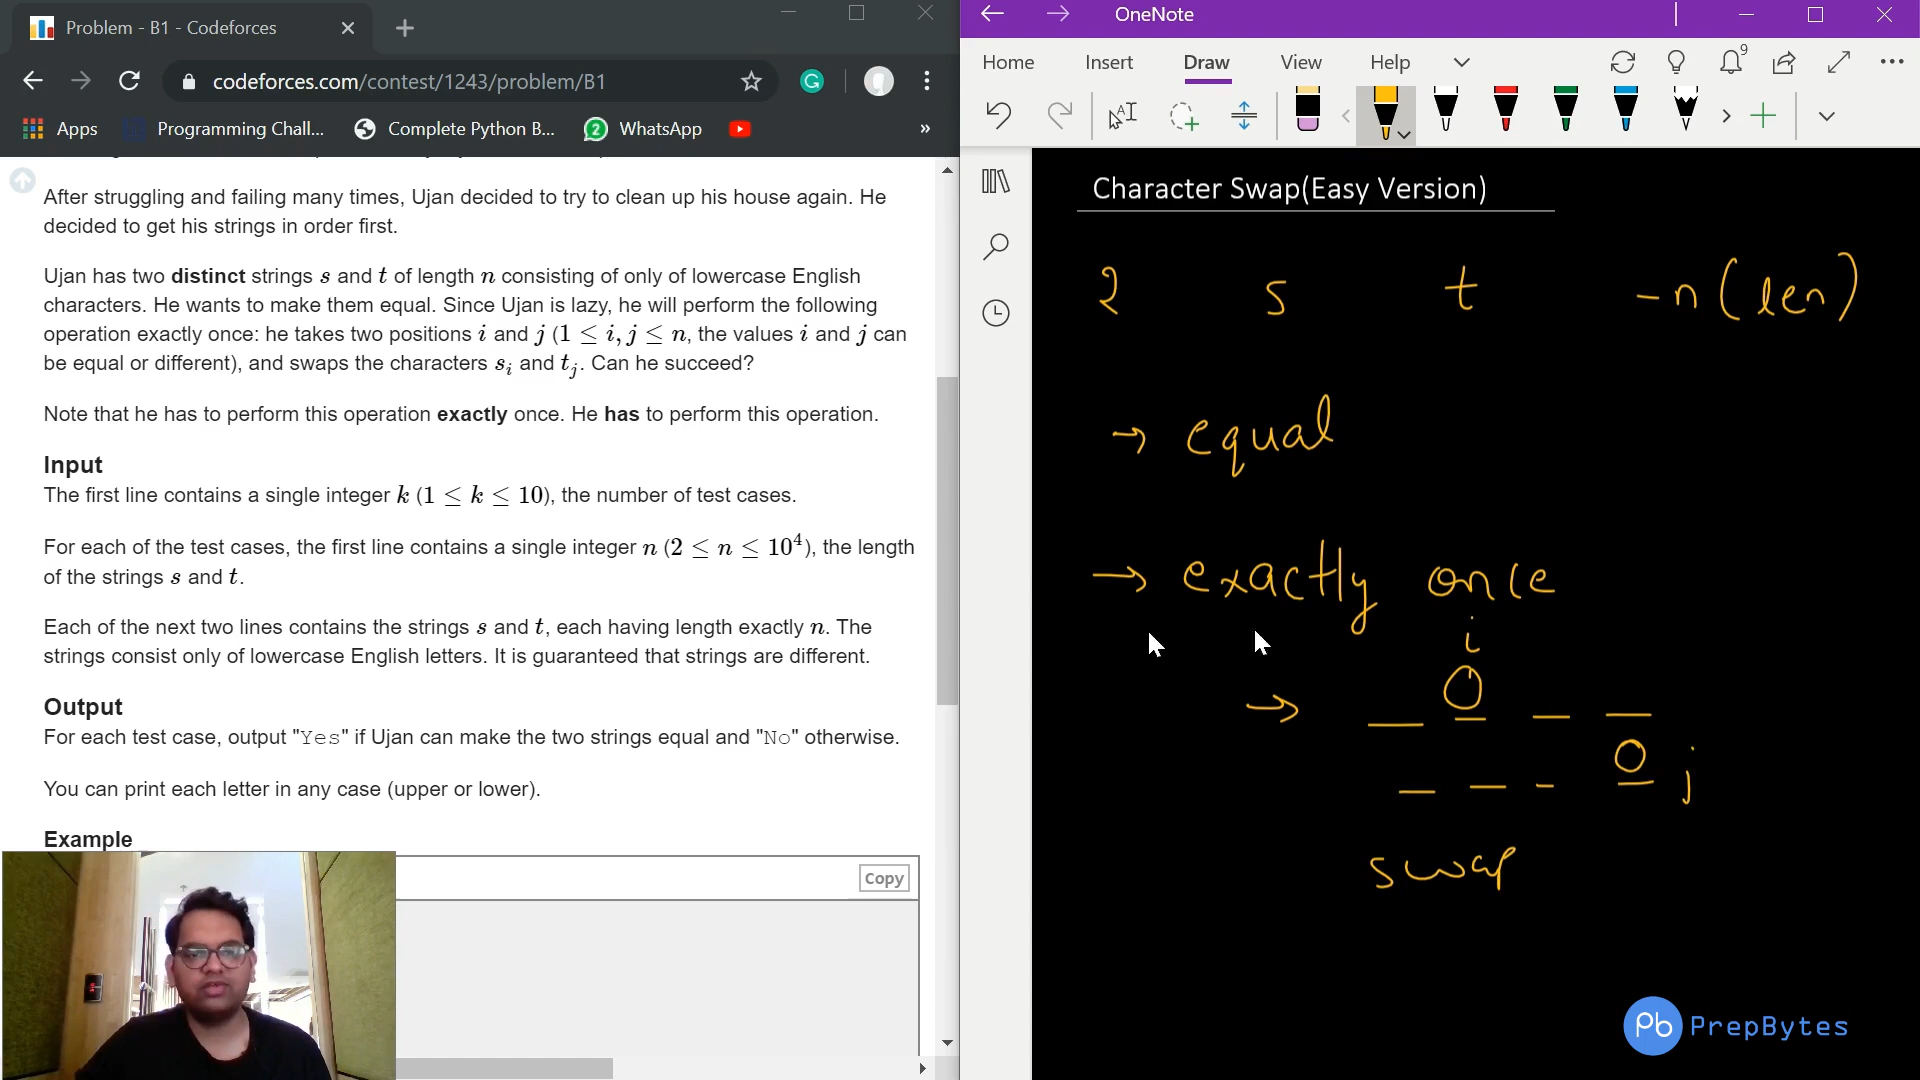 Problem - B1 - Codeforces
codeforces.com/contest/1243/problem/B1
Apps Programming Chall... Complete Python B... 2 WhatsApp »
After struggling and failing many times, Ujan decided to try to clean up his house again. He
decided to get his strings in order first.
Ujan has two distinct strings s and t of length n consisting of only of lowercase English
characters. He wants to make them equal. Since Ujan is lazy, he will perform the following
operation exactly once: he takes two positions i and j (1 ≤ i, j ≤ n, the values i and j can
be equal or different), and swaps the characters sᵢ and tⱼ. Can he succeed?
Note that he has to perform this operation exactly once. He has to perform this operation.
Input
The first line contains a single integer k (1 ≤ k ≤ 10), the number of test cases.
For each of the test cases, the first line contains a single integer n (2 ≤ n ≤ 10⁴), the length
of the strings s and t.
Each of the next two lines contains the strings s and t, each having length exactly n. The
strings consist only of lowercase English letters. It is guaranteed that strings are different.
Output
For each test case, output "Yes" if Ujan can make the two strings equal and "No" otherwise.
You can print each letter in any case (upper or lower).
Example
Copy
OneNote
Home Insert Draw View Help
9
Character Swap(Easy Version)
2 s t -n (len)
→ equal
→ exactly once
i
→ _ O _ _
_ _ _ O j
swap
Pb PrepBytes